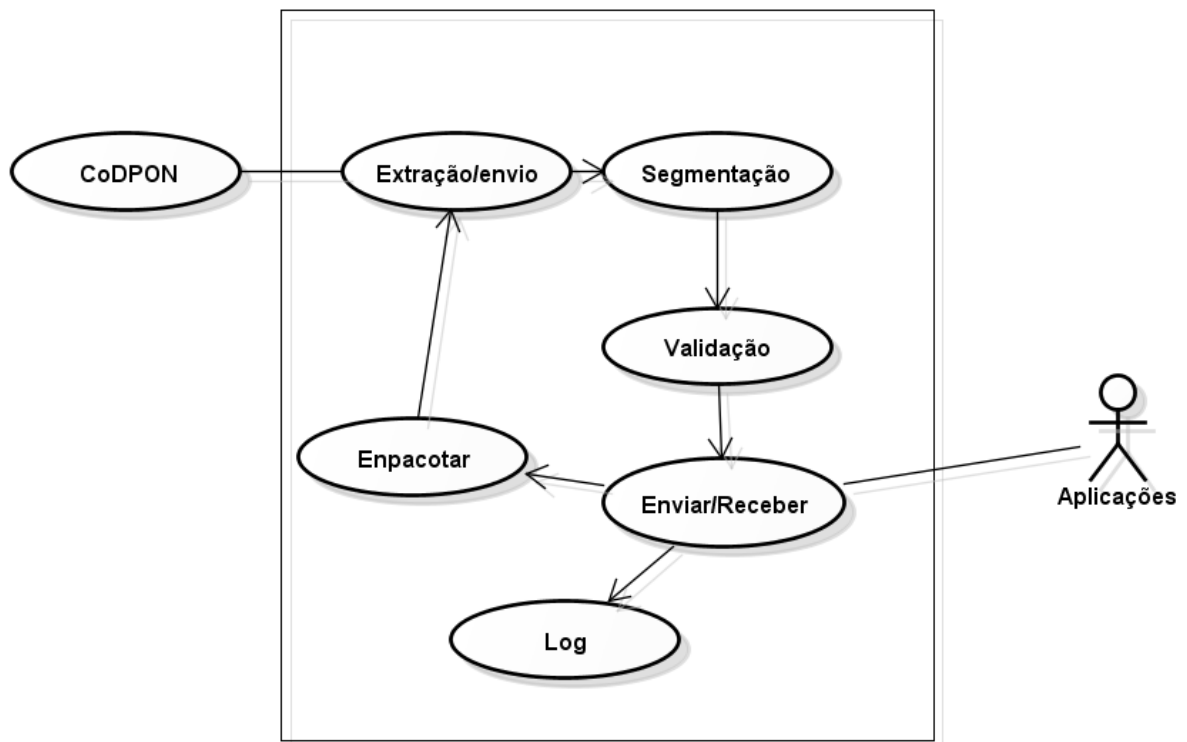 CoDPON
Extração/envio
Segmentação
Validação
Enpacotar
Enviar/Receber
Aplicações
Log